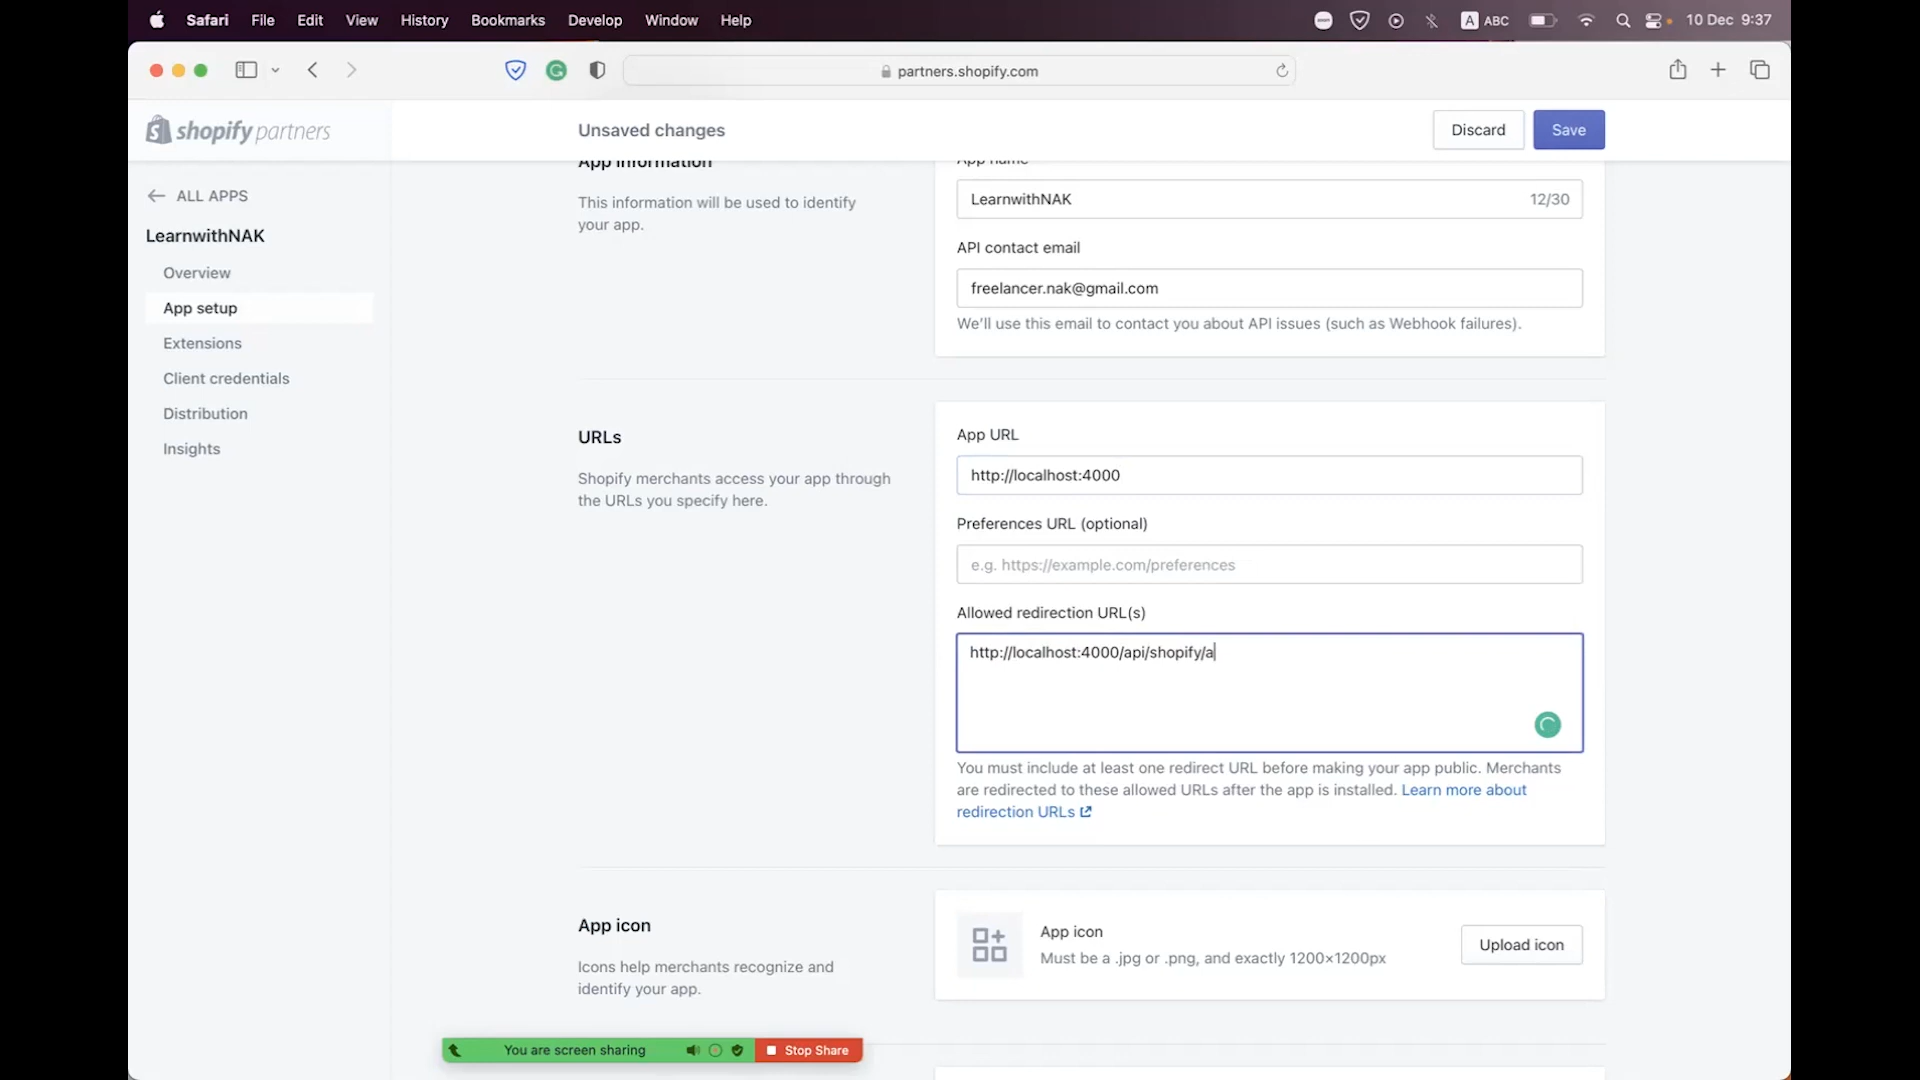 Safari File Edit View History Bookmarks Develop Window Help A ABC 10 Dec 9:37
partners.shopify.com
shopify partners
Unsaved changes
Discard
Save
App information
This information will be used to identify
your app.
App name
LearnwithNAK 12/30
API contact email
freelancer.nak@gmail.com
We'll use this email to contact you about API issues (such as Webhook failures).
ALL APPS
LearnwithNAK
Overview
App setup
Extensions
Client credentials
Distribution
Insights
URLs
Shopify merchants access your app through
the URLs you specify here.
App URL
http://localhost:4000
Preferences URL (optional)
e.g. https://example.com/preferences
Allowed redirection URL(s)
http://localhost:4000/api/shopify/a
You must include at least one redirect URL before making your app public. Merchants
are redirected to these allowed URLs after the app is installed. Learn more about
redirection URLs
App icon
Icons help merchants recognize and
identify your app.
App icon
Must be a .jpg or .png, and exactly 1200×1200px
Upload icon
You are screen sharing
Stop Share